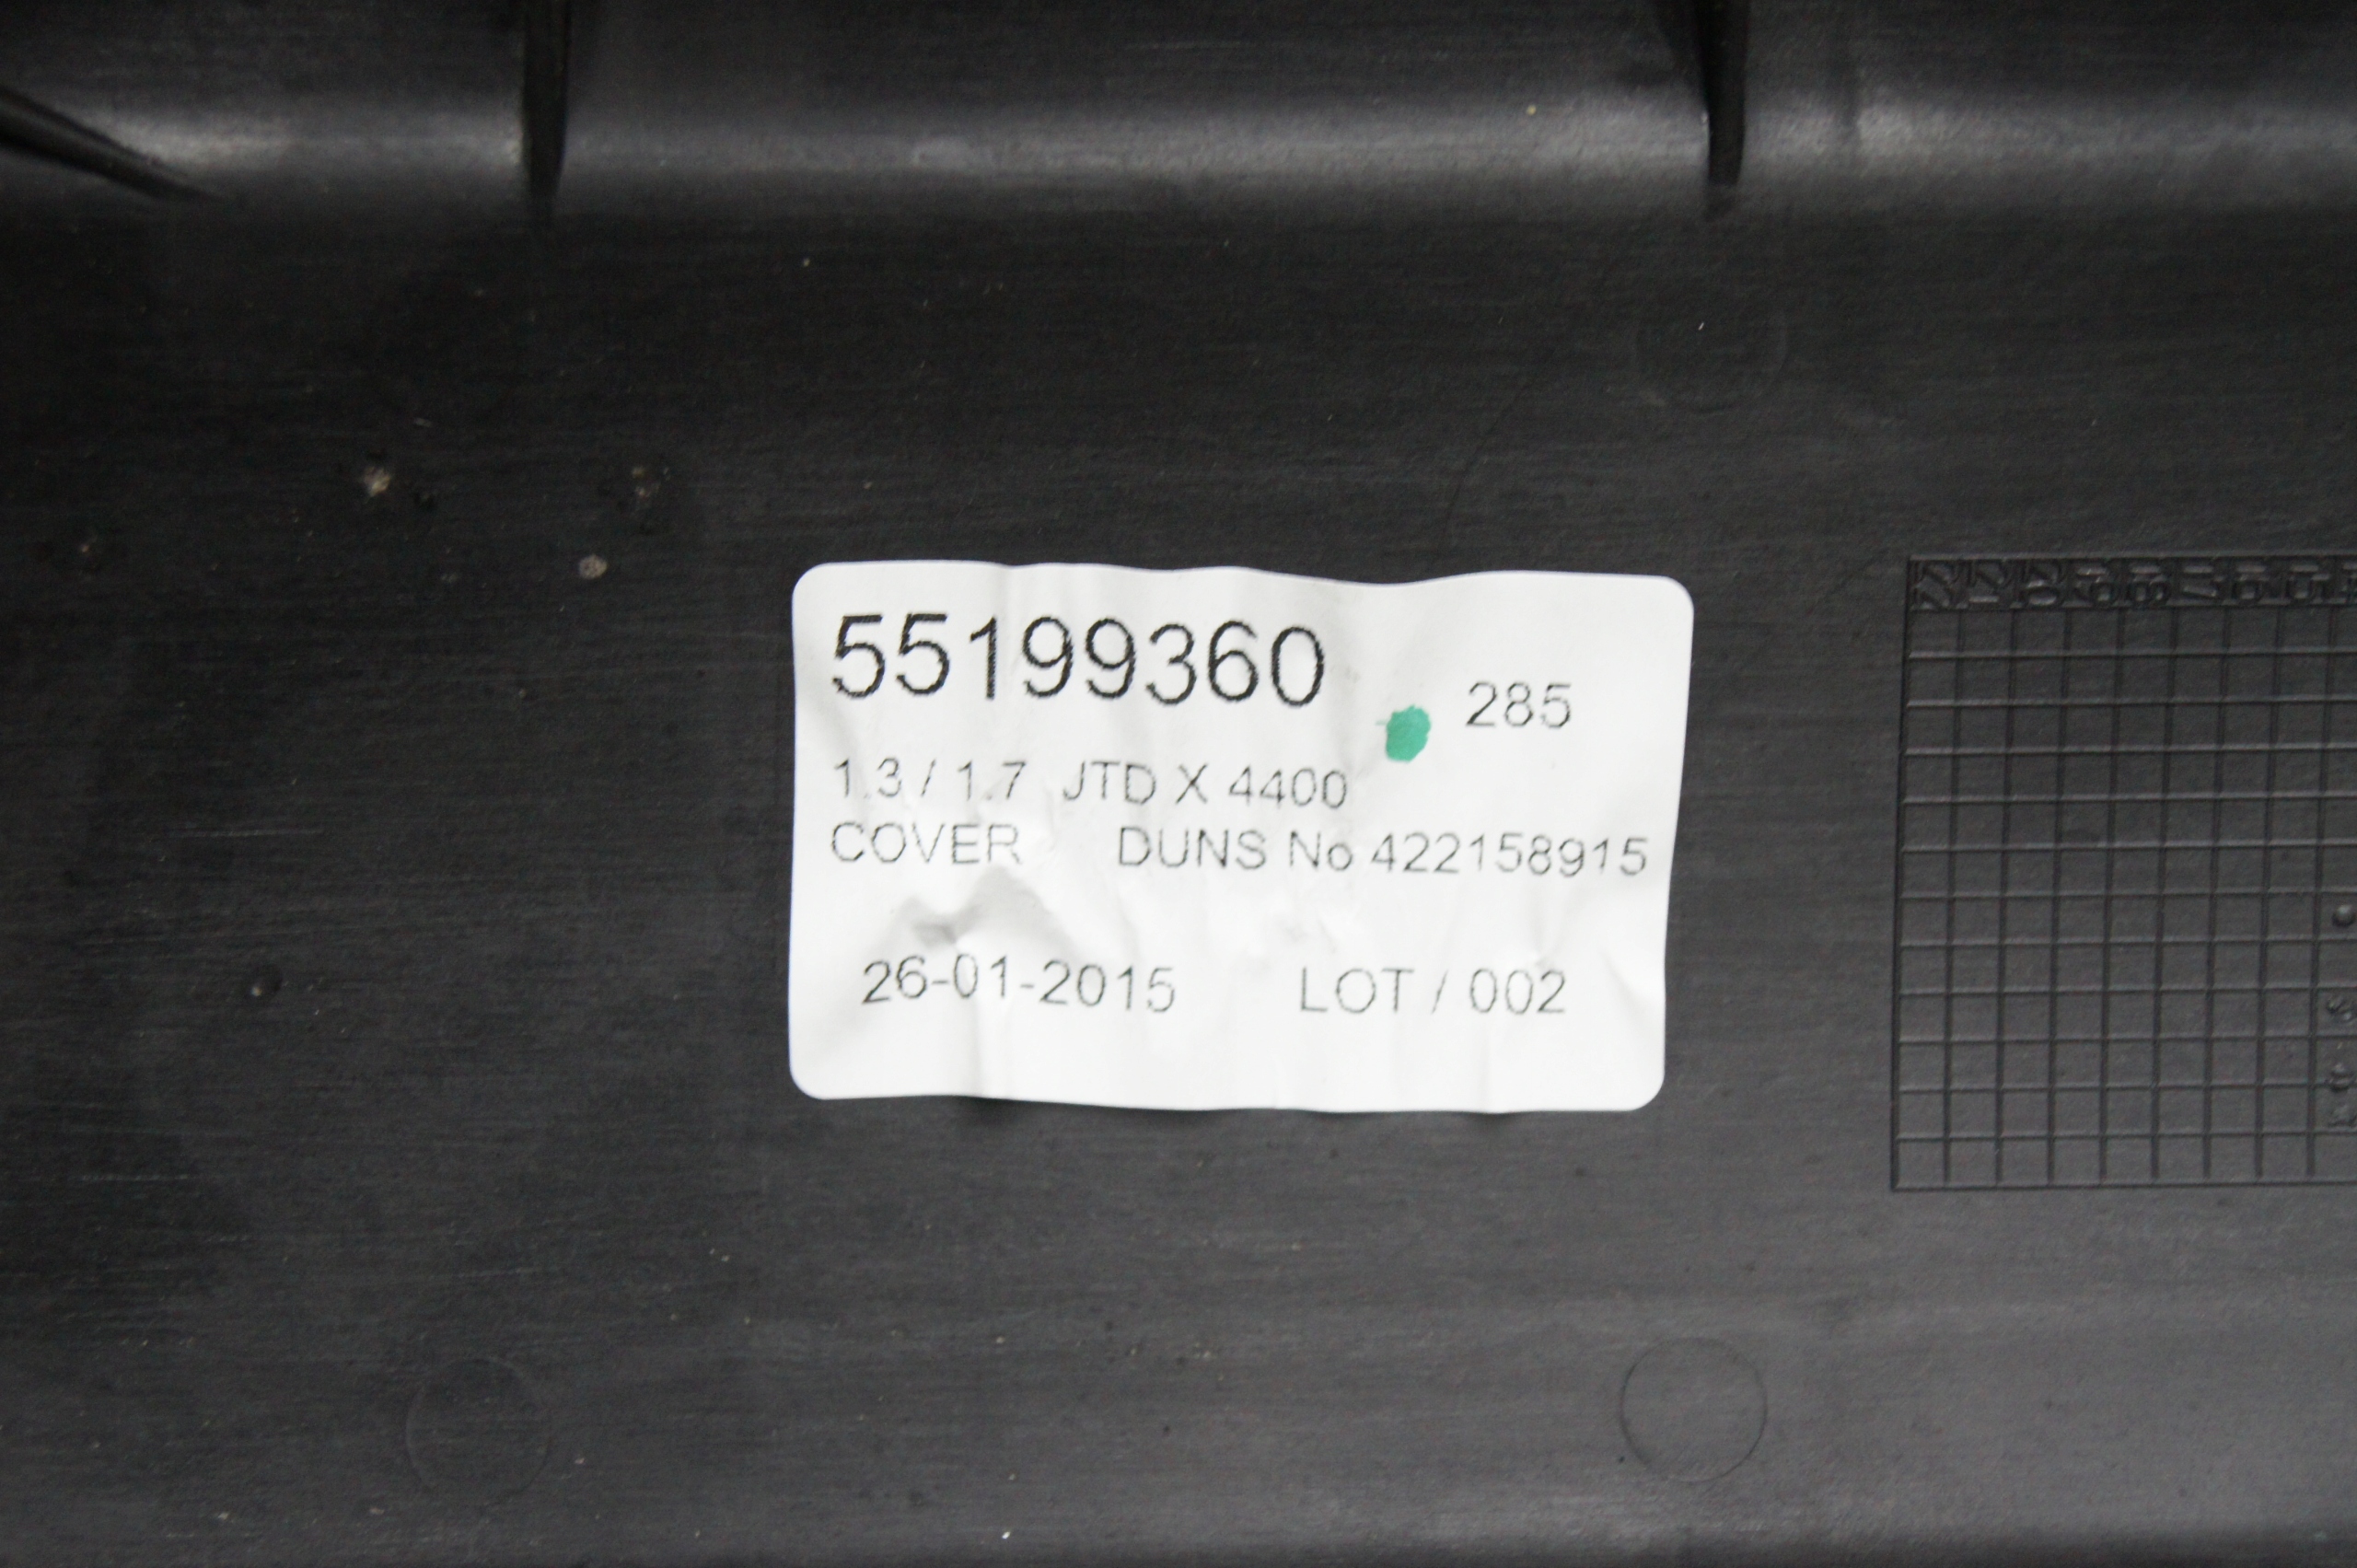 55199360
285
1.3 / 1.7 JTD X 4400
COVER DUNS No 422158915
26-01-2015 LOT / 002